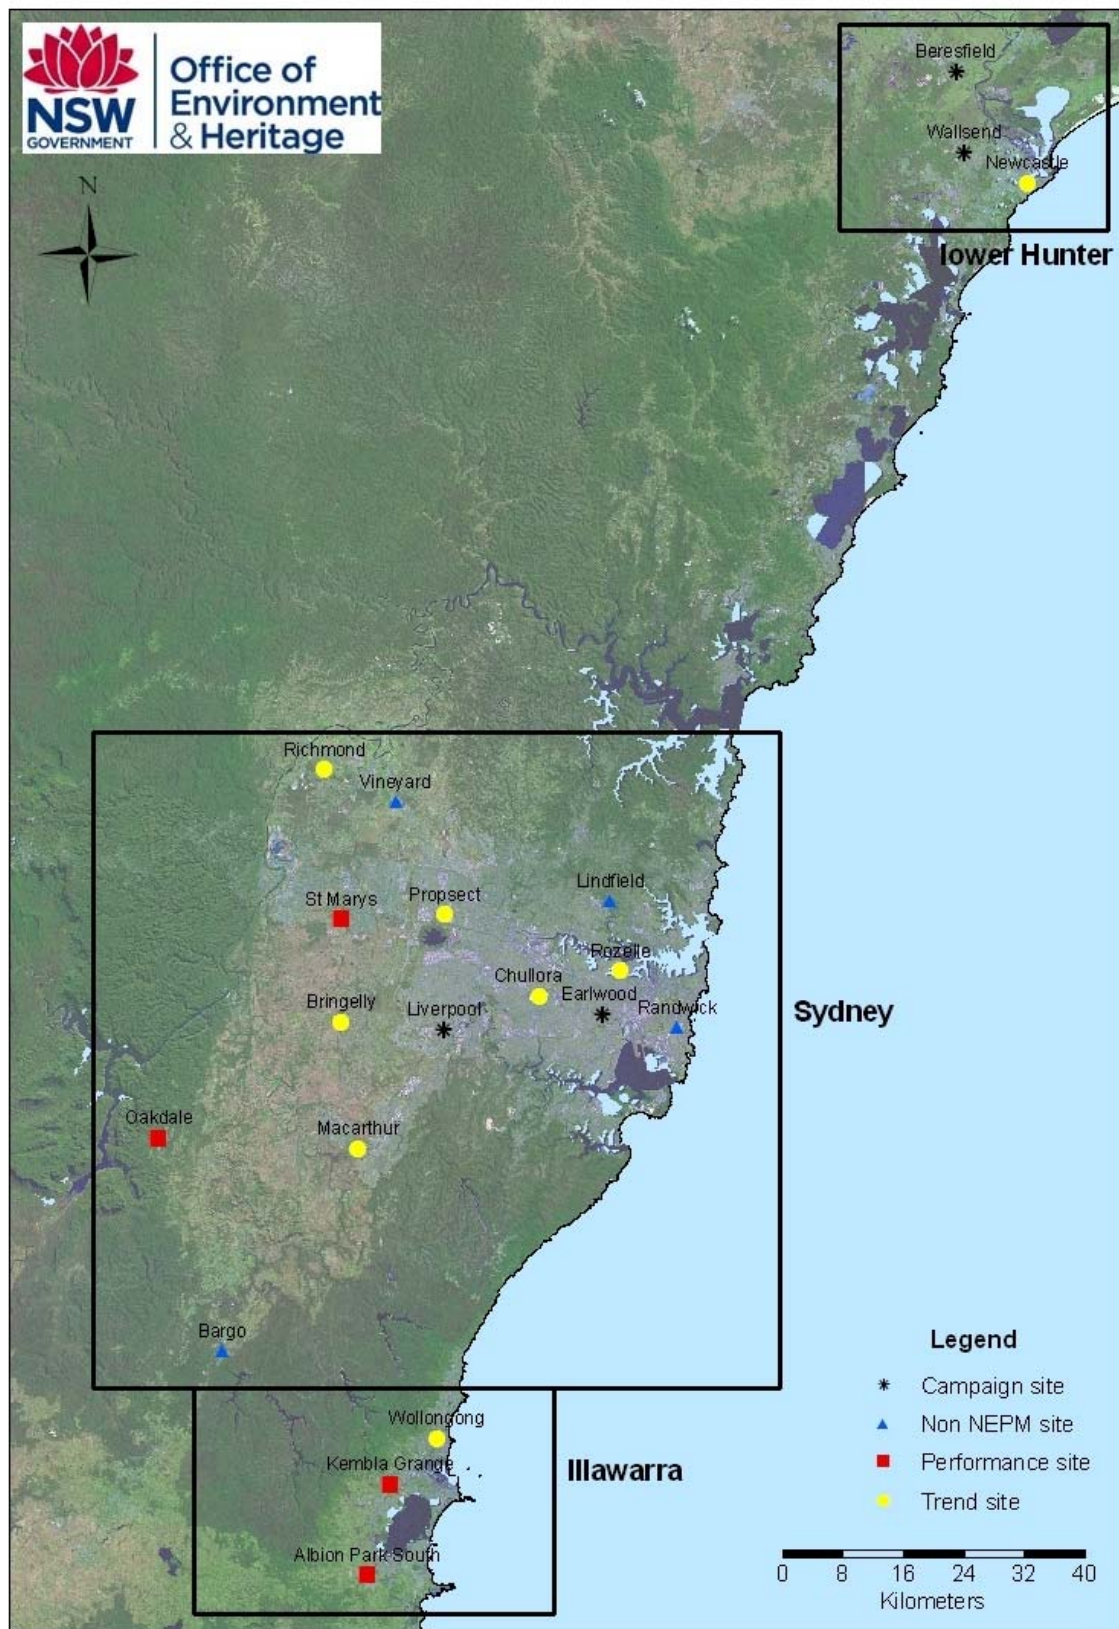 NSW
GOVERNMENT
Office of
Environment
& Heritage
N
Beresfield
Wallsend
Newcastle
lower Hunter
Richmond
Vineyard
Lindfield
St Marys
Propsect
Rozelle
Chullora
Earlwood
Bringelly
Liverpool
Randwick
Sydney
Oakdale
Macarthur
Bargo
Wollongong
Kembla Grange
Illawarra
Albion Park South
Legend
Campaign site
Non NEPM site
Performance site
Trend site
0 8 16 24 32 40
Kilometers